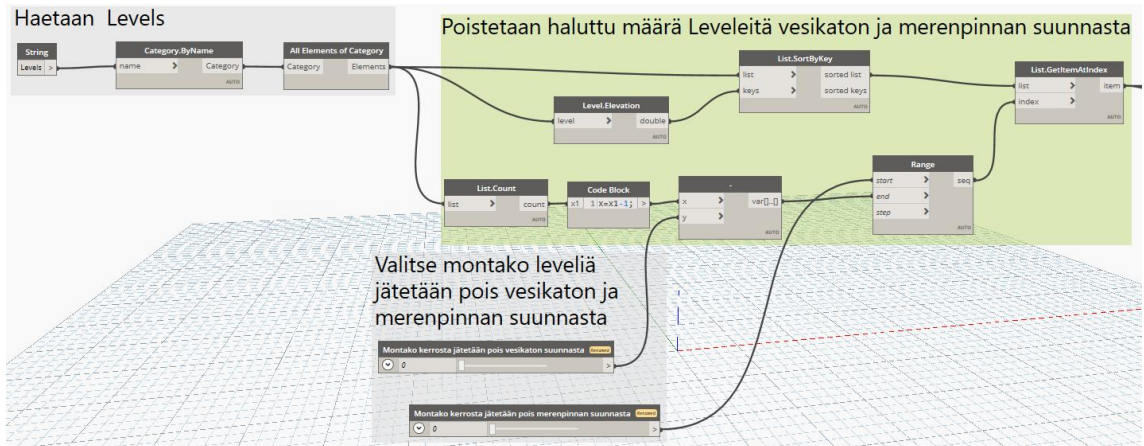 Haetaan Levels
String
Levels >
Category.ByName
name > Category
AUTO
All Elements of Category
Category Elements
AUTO
Poistetaan haluttu määrä Leveleitä vesikaton ja merenpinnan suunnasta
List.SortByKey
list > sorted list
keys > sorted keys
AUTO
List.GetItemAtIndex
list > item
index >
AUTO
Level.Elevation
level > double
AUTO
List.Count
list > count
AUTO
Code Block
x1 1 X=X1-1; >
-
x > var[]..[]
y >
AUTO
Range
start > seq
end >
step >
AUTO
Valitse montako leveliä
jätetään pois vesikaton ja
merenpinnan suunnasta
Montako kerrosta jätetään pois vesikaton suunnasta Renamed
0 >
Montako kerrosta jätetään pois merenpinnan suunnasta Renamed
0 >